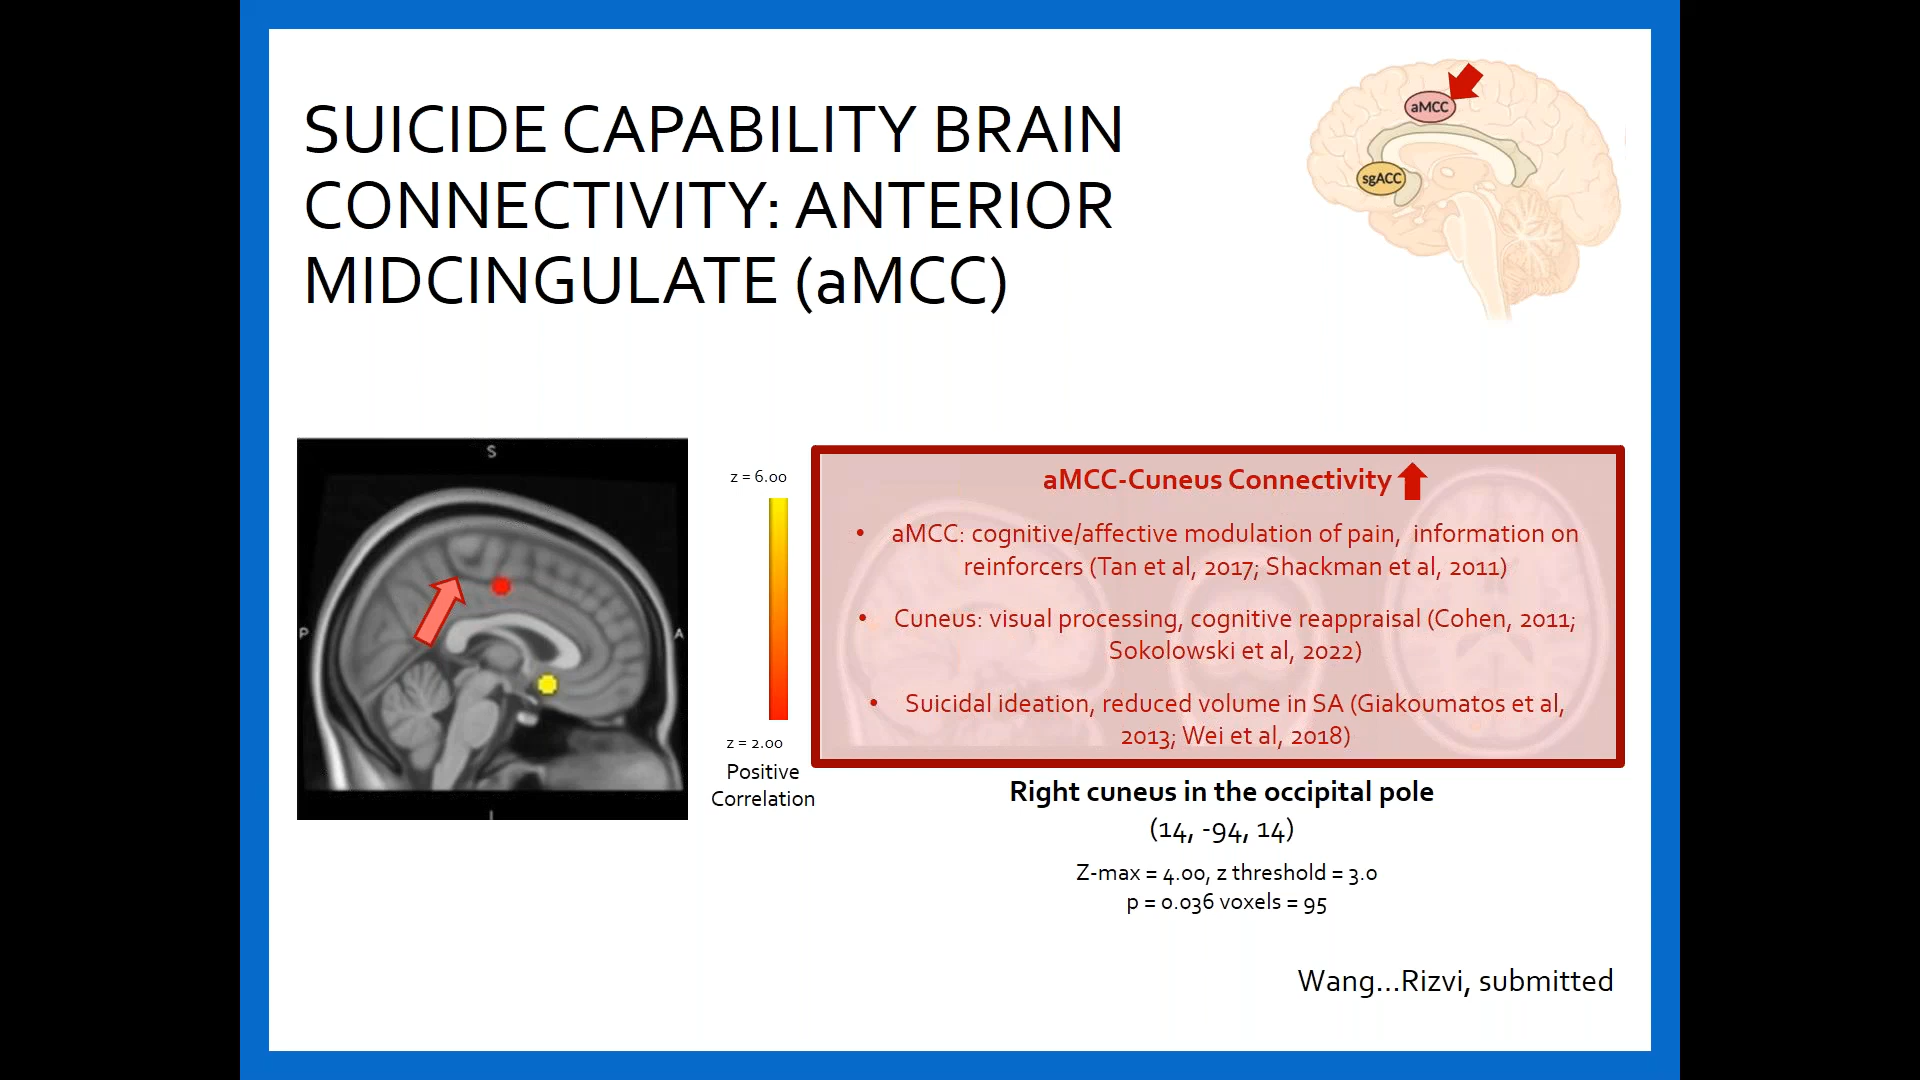 SUICIDE CAPABILITY BRAIN
CONNECTIVITY: ANTERIOR
MIDCINGULATE (aMCC)
aMCC
sgACC
S
P
A
I
z = 6.00
z = 2.00
Positive
Correlation
aMCC-Cuneus Connectivity
• aMCC: cognitive/affective modulation of pain, information on
reinforcers (Tan et al, 2017; Shackman et al, 2011)
• Cuneus: visual processing, cognitive reappraisal (Cohen, 2011;
Sokolowski et al, 2022)
• Suicidal ideation, reduced volume in SA (Giakoumatos et al,
2013; Wei et al, 2018)
Right cuneus in the occipital pole
(14, -94, 14)
Z-max = 4.00, z threshold = 3.0
p = 0.036 voxels = 95
Wang...Rizvi, submitted